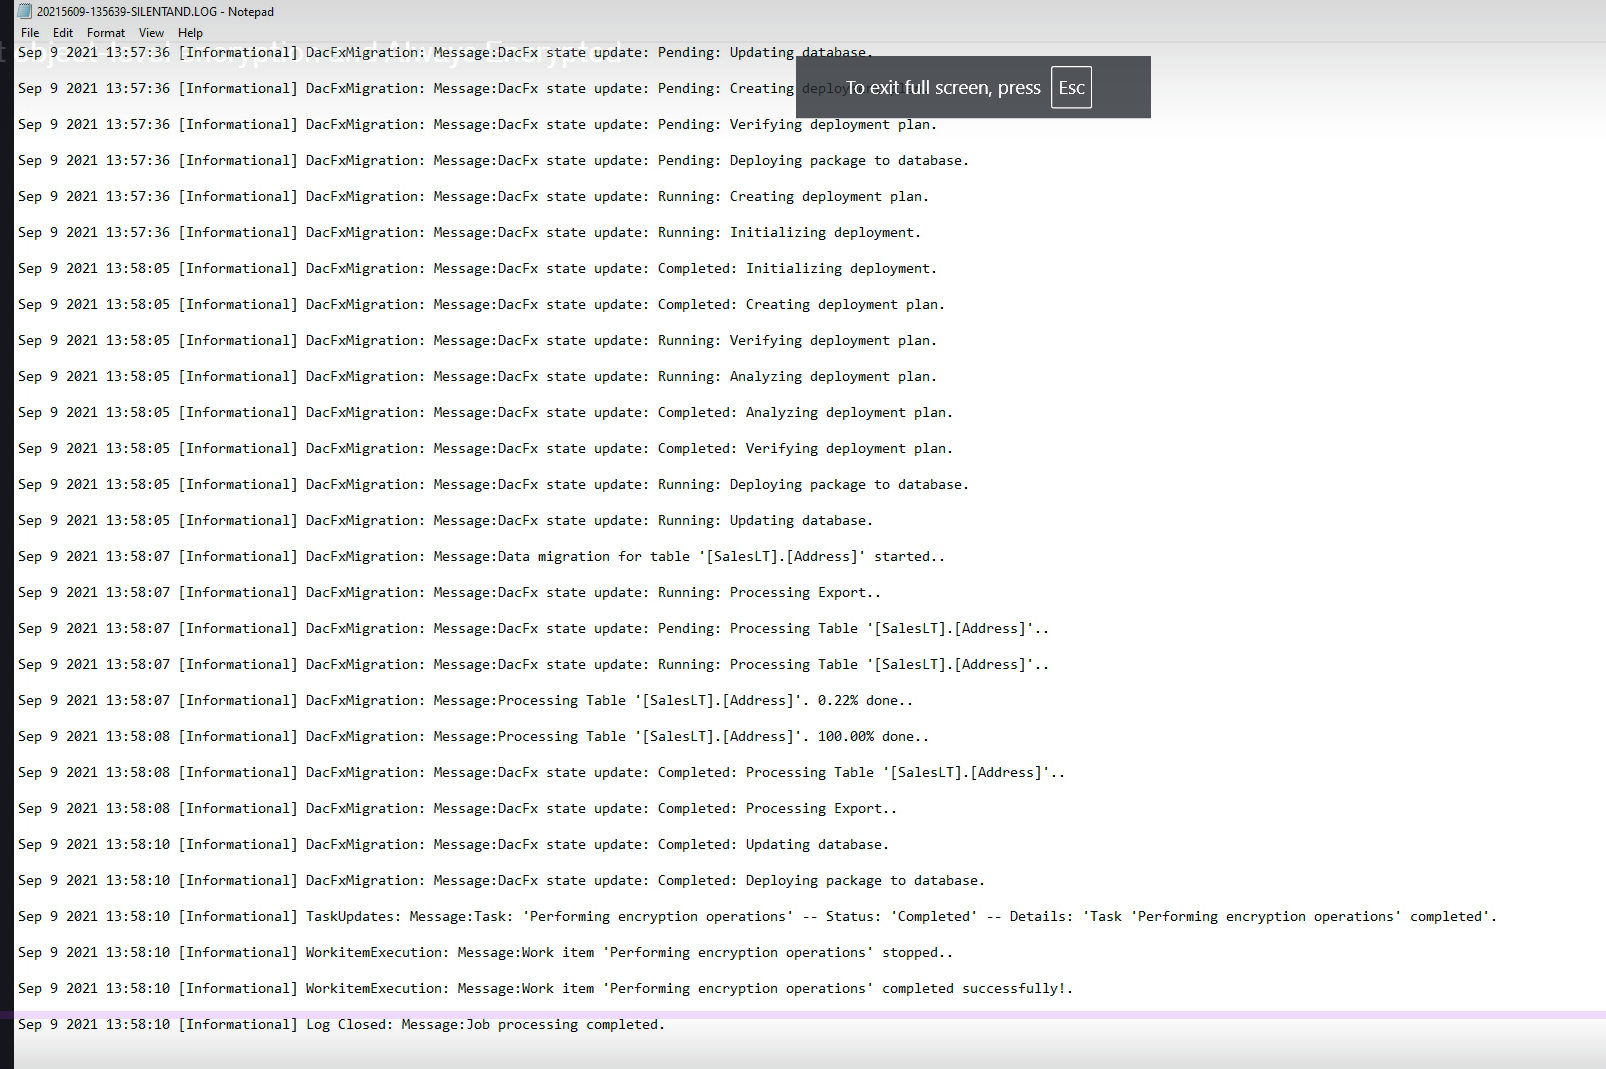 20215609-135639-SILENTAND.LOG - Notepad
File Edit Format View Help
object-level encryption and Always Encrypted
Sep 9 2021 13:57:36 [Informational] DacFxMigration: Message:DacFx state update: Pending: Updating database.
To exit full screen, press Esc
Sep 9 2021 13:57:36 [Informational] DacFxMigration: Message:DacFx state update: Pending: Creating
Sep 9 2021 13:57:36 [Informational] DacFxMigration: Message:DacFx state update: Pending: Verifying deployment plan.
Sep 9 2021 13:57:36 [Informational] DacFxMigration: Message:DacFx state update: Pending: Deploying package to database.
Sep 9 2021 13:57:36 [Informational] DacFxMigration: Message:DacFx state update: Running: Creating deployment plan.
Sep 9 2021 13:57:36 [Informational] DacFxMigration: Message:DacFx state update: Running: Initializing deployment.
Sep 9 2021 13:58:05 [Informational] DacFxMigration: Message:DacFx state update: Completed: Initializing deployment.
Sep 9 2021 13:58:05 [Informational] DacFxMigration: Message:DacFx state update: Completed: Creating deployment plan.
Sep 9 2021 13:58:05 [Informational] DacFxMigration: Message:DacFx state update: Running: Verifying deployment plan.
Sep 9 2021 13:58:05 [Informational] DacFxMigration: Message:DacFx state update: Running: Analyzing deployment plan.
Sep 9 2021 13:58:05 [Informational] DacFxMigration: Message:DacFx state update: Completed: Analyzing deployment plan.
Sep 9 2021 13:58:05 [Informational] DacFxMigration: Message:DacFx state update: Completed: Verifying deployment plan.
Sep 9 2021 13:58:05 [Informational] DacFxMigration: Message:DacFx state update: Running: Deploying package to database.
Sep 9 2021 13:58:05 [Informational] DacFxMigration: Message:DacFx state update: Running: Updating database.
Sep 9 2021 13:58:07 [Informational] DacFxMigration: Message:Data migration for table '[SalesLT].[Address]' started..
Sep 9 2021 13:58:07 [Informational] DacFxMigration: Message:DacFx state update: Running: Processing Export..
Sep 9 2021 13:58:07 [Informational] DacFxMigration: Message:DacFx state update: Pending: Processing Table '[SalesLT].[Address]'..
Sep 9 2021 13:58:07 [Informational] DacFxMigration: Message:DacFx state update: Running: Processing Table '[SalesLT].[Address]'..
Sep 9 2021 13:58:07 [Informational] DacFxMigration: Message:Processing Table '[SalesLT].[Address]'. 0.22% done..
Sep 9 2021 13:58:08 [Informational] DacFxMigration: Message:Processing Table '[SalesLT].[Address]'. 100.00% done..
Sep 9 2021 13:58:08 [Informational] DacFxMigration: Message:DacFx state update: Completed: Processing Table '[SalesLT].[Address]'..
Sep 9 2021 13:58:08 [Informational] DacFxMigration: Message:DacFx state update: Completed: Processing Export..
Sep 9 2021 13:58:10 [Informational] DacFxMigration: Message:DacFx state update: Completed: Updating database.
Sep 9 2021 13:58:10 [Informational] DacFxMigration: Message:DacFx state update: Completed: Deploying package to database.
Sep 9 2021 13:58:10 [Informational] TaskUpdates: Message:Task: 'Performing encryption operations' -- Status: 'Completed' -- Details: 'Task 'Performing encryption operations' completed'.
Sep 9 2021 13:58:10 [Informational] WorkitemExecution: Message:Work item 'Performing encryption operations' stopped..
Sep 9 2021 13:58:10 [Informational] WorkitemExecution: Message:Work item 'Performing encryption operations' completed successfully!.
Sep 9 2021 13:58:10 [Informational] Log Closed: Message:Job processing completed.